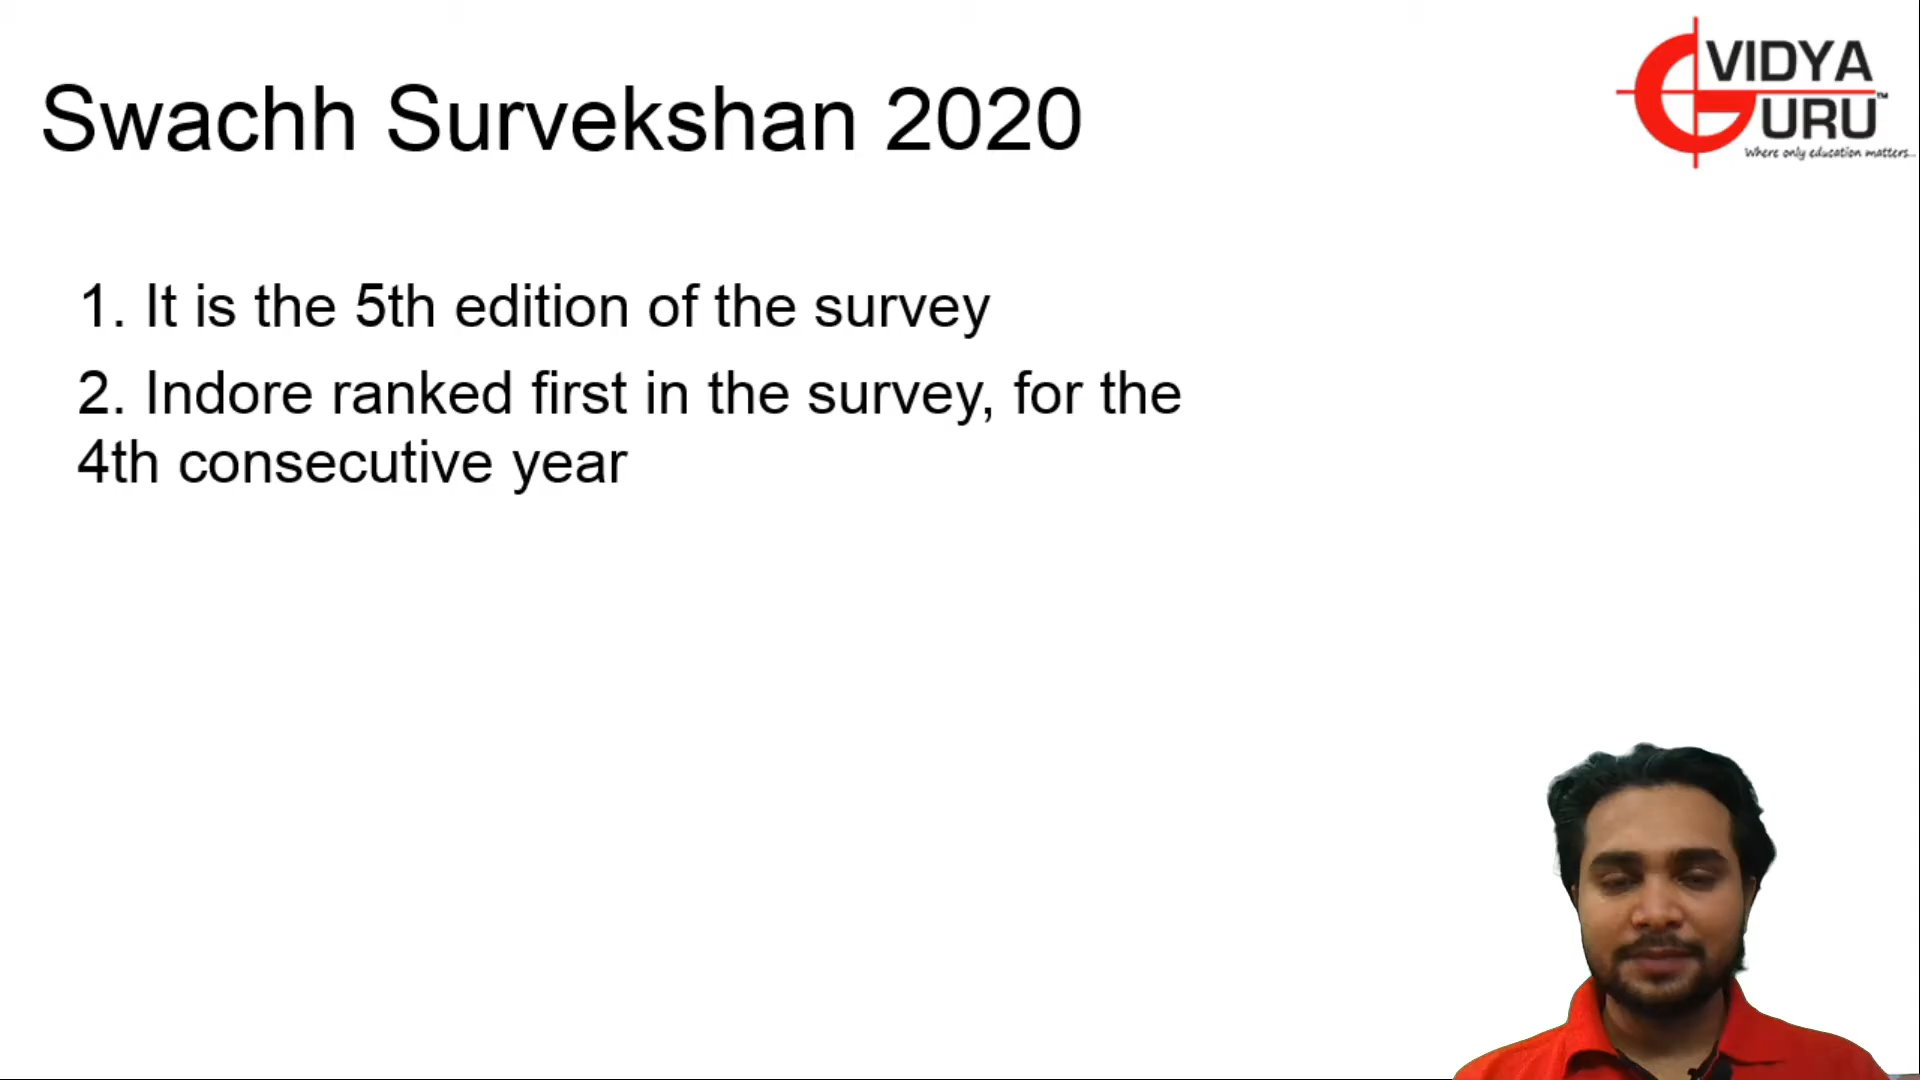 Swachh Survekshan 2020
VIDYA
GURU™
Where only education matters...
1. It is the 5th edition of the survey
2. Indore ranked first in the survey, for the
4th consecutive year